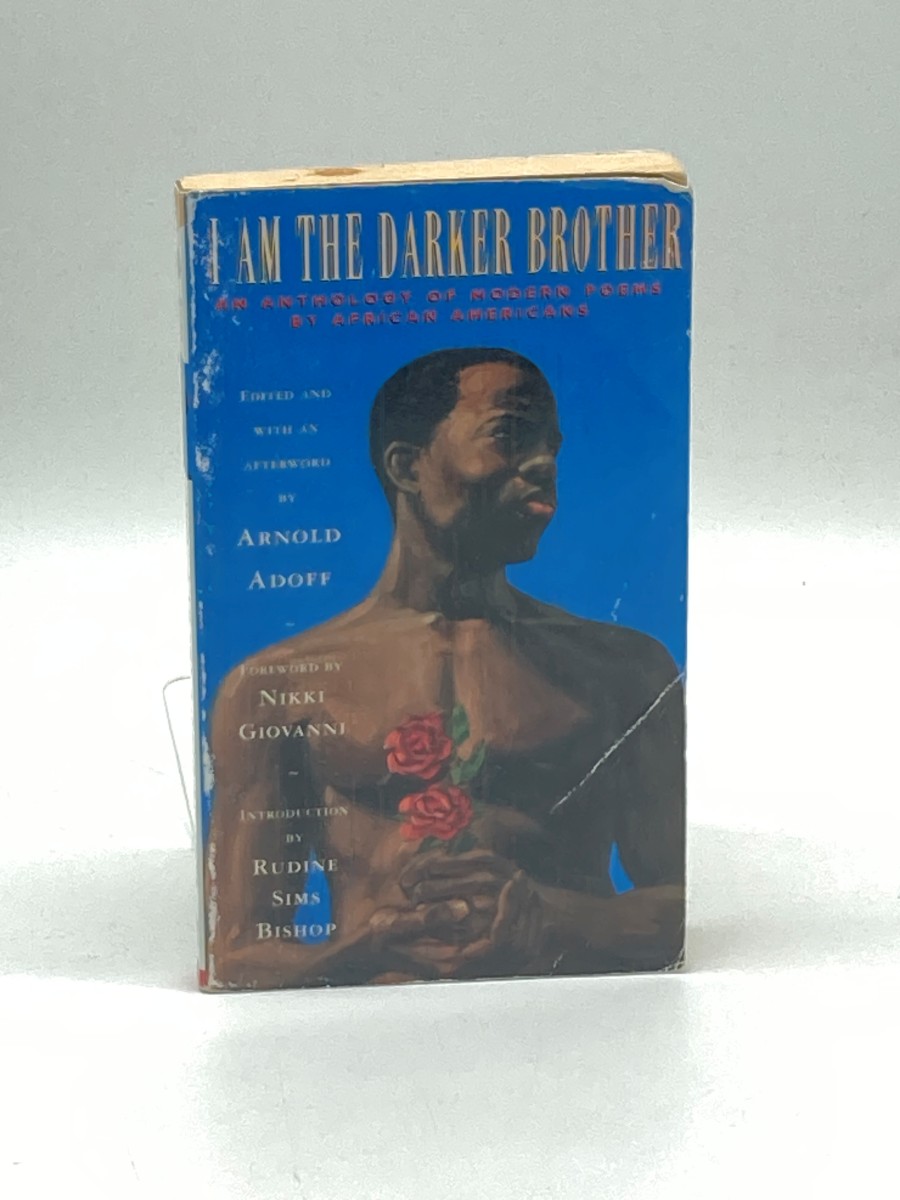 I AM THE DARKER BROTHER
AN ANTHOLOGY OF MODERN POEMS
BY AFRICAN AMERICANS
EDITED AND
WITH AN
AFTERWORD
BY
ARNOLD
ADOFF
~
FOREWORD BY
NIKKI
GIOVANNI
~
INTRODUCTION
BY
RUDINE
SIMS
BISHOP